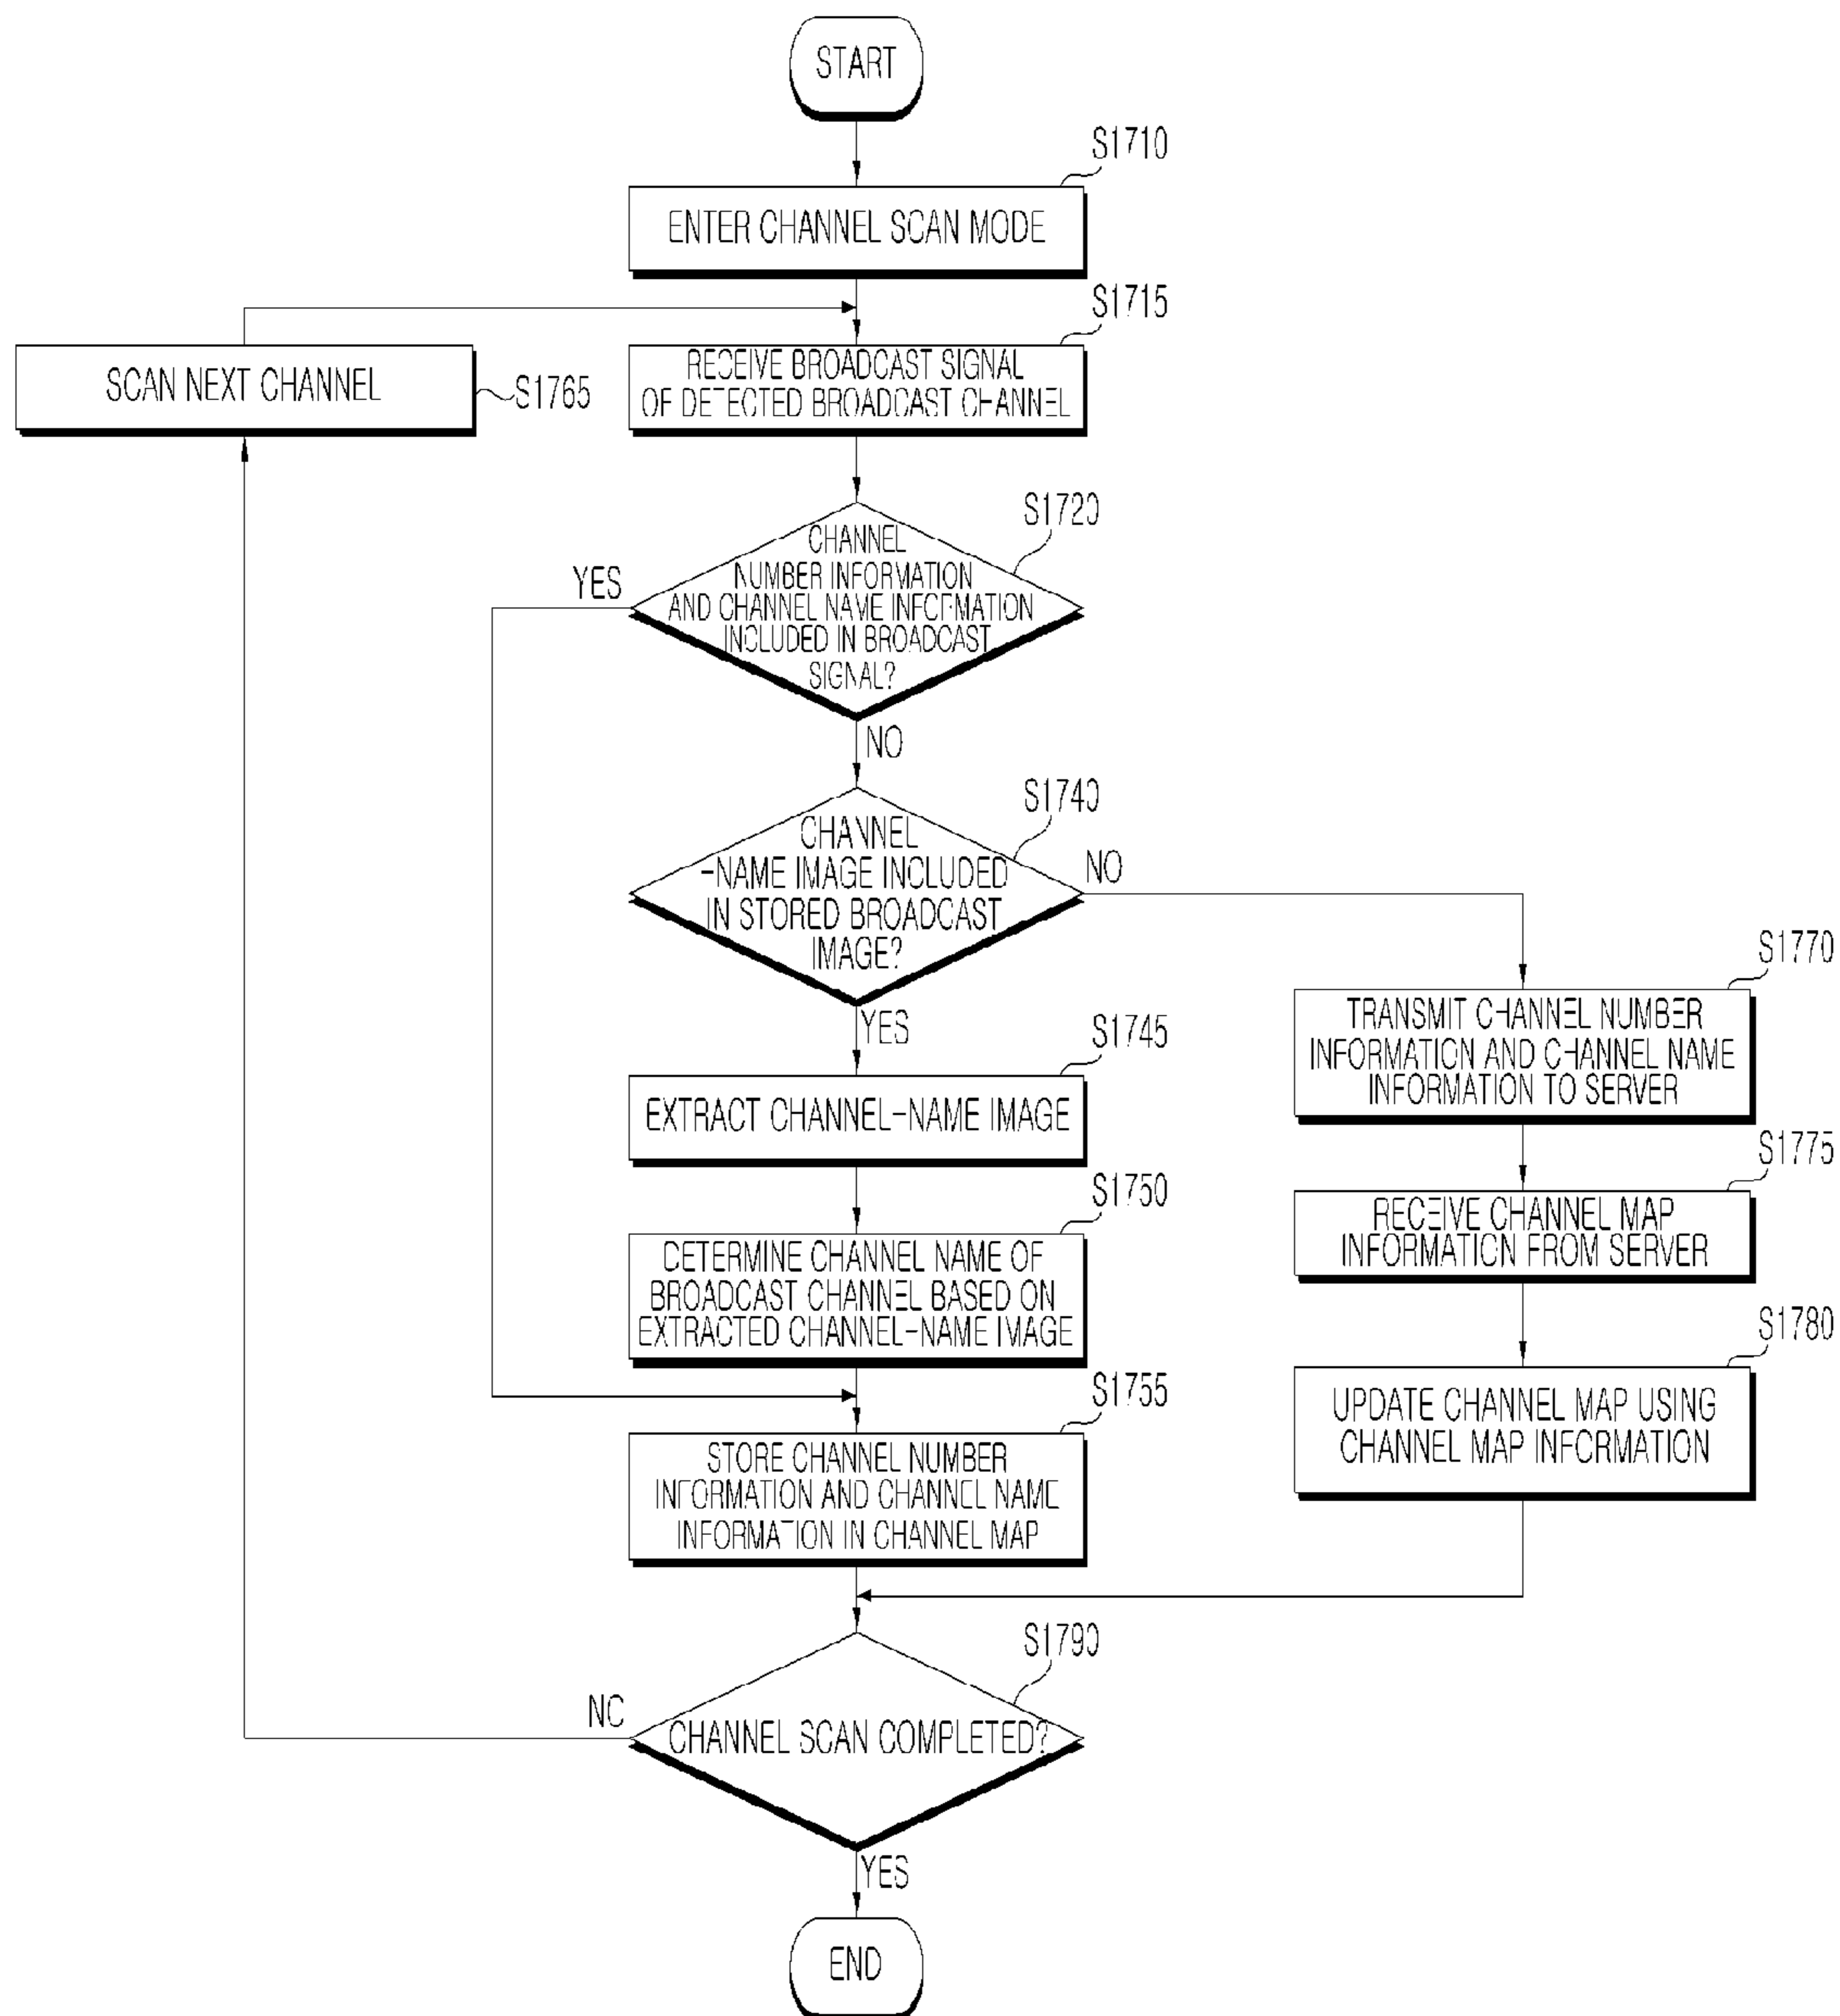 START
S1710
ENTER CHANNEL SCAN MODE
S1715
SCAN NEXT CHANNEL
S1765
RECEIVE BROADCAST SIGNAL
OF DETECTED BROADCAST CHANNEL
S1720
CHANNEL
NUMBER INFORMATION
AND CHANNEL NAME INFORMATION
INCLUDED IN BROADCAST
SIGNAL?
YES
NO
S1740
CHANNEL
-NAME IMAGE INCLUDED
IN STORED BROADCAST
IMAGE?
NO
YES
S1745
EXTRACT CHANNEL-NAME IMAGE
S1750
DETERMINE CHANNEL NAME OF
BROADCAST CHANNEL BASED ON
EXTRACTED CHANNEL-NAME IMAGE
S1755
STORE CHANNEL NUMBER
INFORMATION AND CHANNEL NAME
INFORMATION IN CHANNEL MAP
S1770
TRANSMIT CHANNEL NUMBER
INFORMATION AND CHANNEL NAME
INFORMATION TO SERVER
S1775
RECEIVE CHANNEL MAP
INFORMATION FROM SERVER
S1780
UPDATE CHANNEL MAP USING
CHANNEL MAP INFORMATION
S1790
CHANNEL SCAN COMPLETED?
NO
YES
END